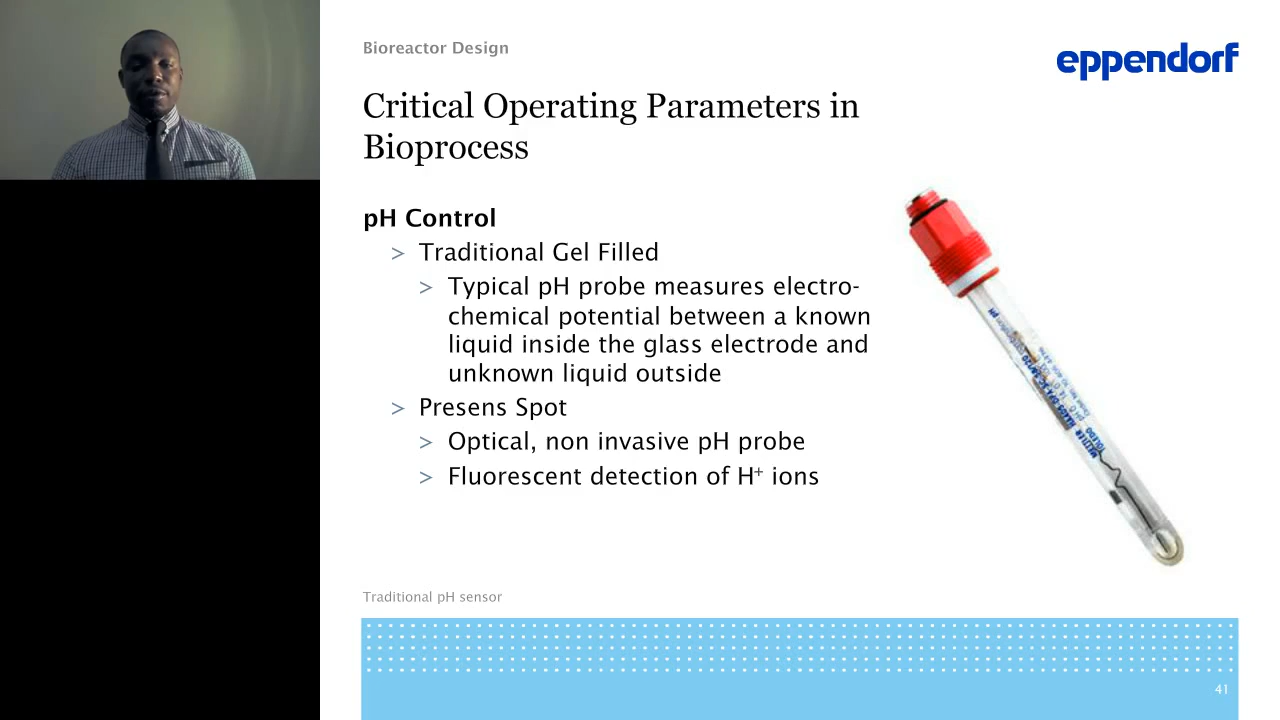 Bioreactor Design
eppendorf
Critical Operating Parameters in
Bioprocess
pH Control
> Traditional Gel Filled
> Typical pH probe measures electro-
chemical potential between a known
liquid inside the glass electrode and
unknown liquid outside
> Presens Spot
> Optical, non invasive pH probe
> Fluorescent detection of H⁺ ions
METTLER
TOLEDO
Traditional pH sensor
41